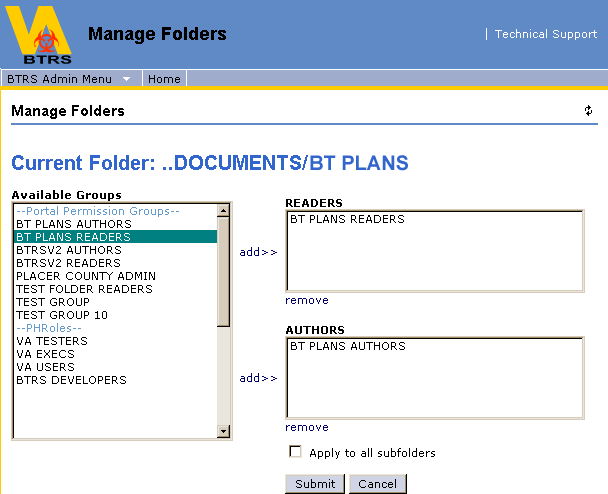 VA
BTRS
Manage Folders
| Technical Support
BTRS Admin Menu
Home
Manage Folders
Current Folder: ..DOCUMENTS/BT PLANS
Available Groups
--Portal Permission Groups--
BT PLANS AUTHORS
BT PLANS READERS
BTRSV2 AUTHORS
BTRSV2 READERS
PLACER COUNTY ADMIN
TEST FOLDER READERS
TEST GROUP
TEST GROUP 10
--PHRoles--
VA TESTERS
VA EXECS
VA USERS
BTRS DEVELOPERS
add>>
READERS
BT PLANS READERS
remove
add>>
AUTHORS
BT PLANS AUTHORS
remove
Apply to all subfolders
Submit
Cancel